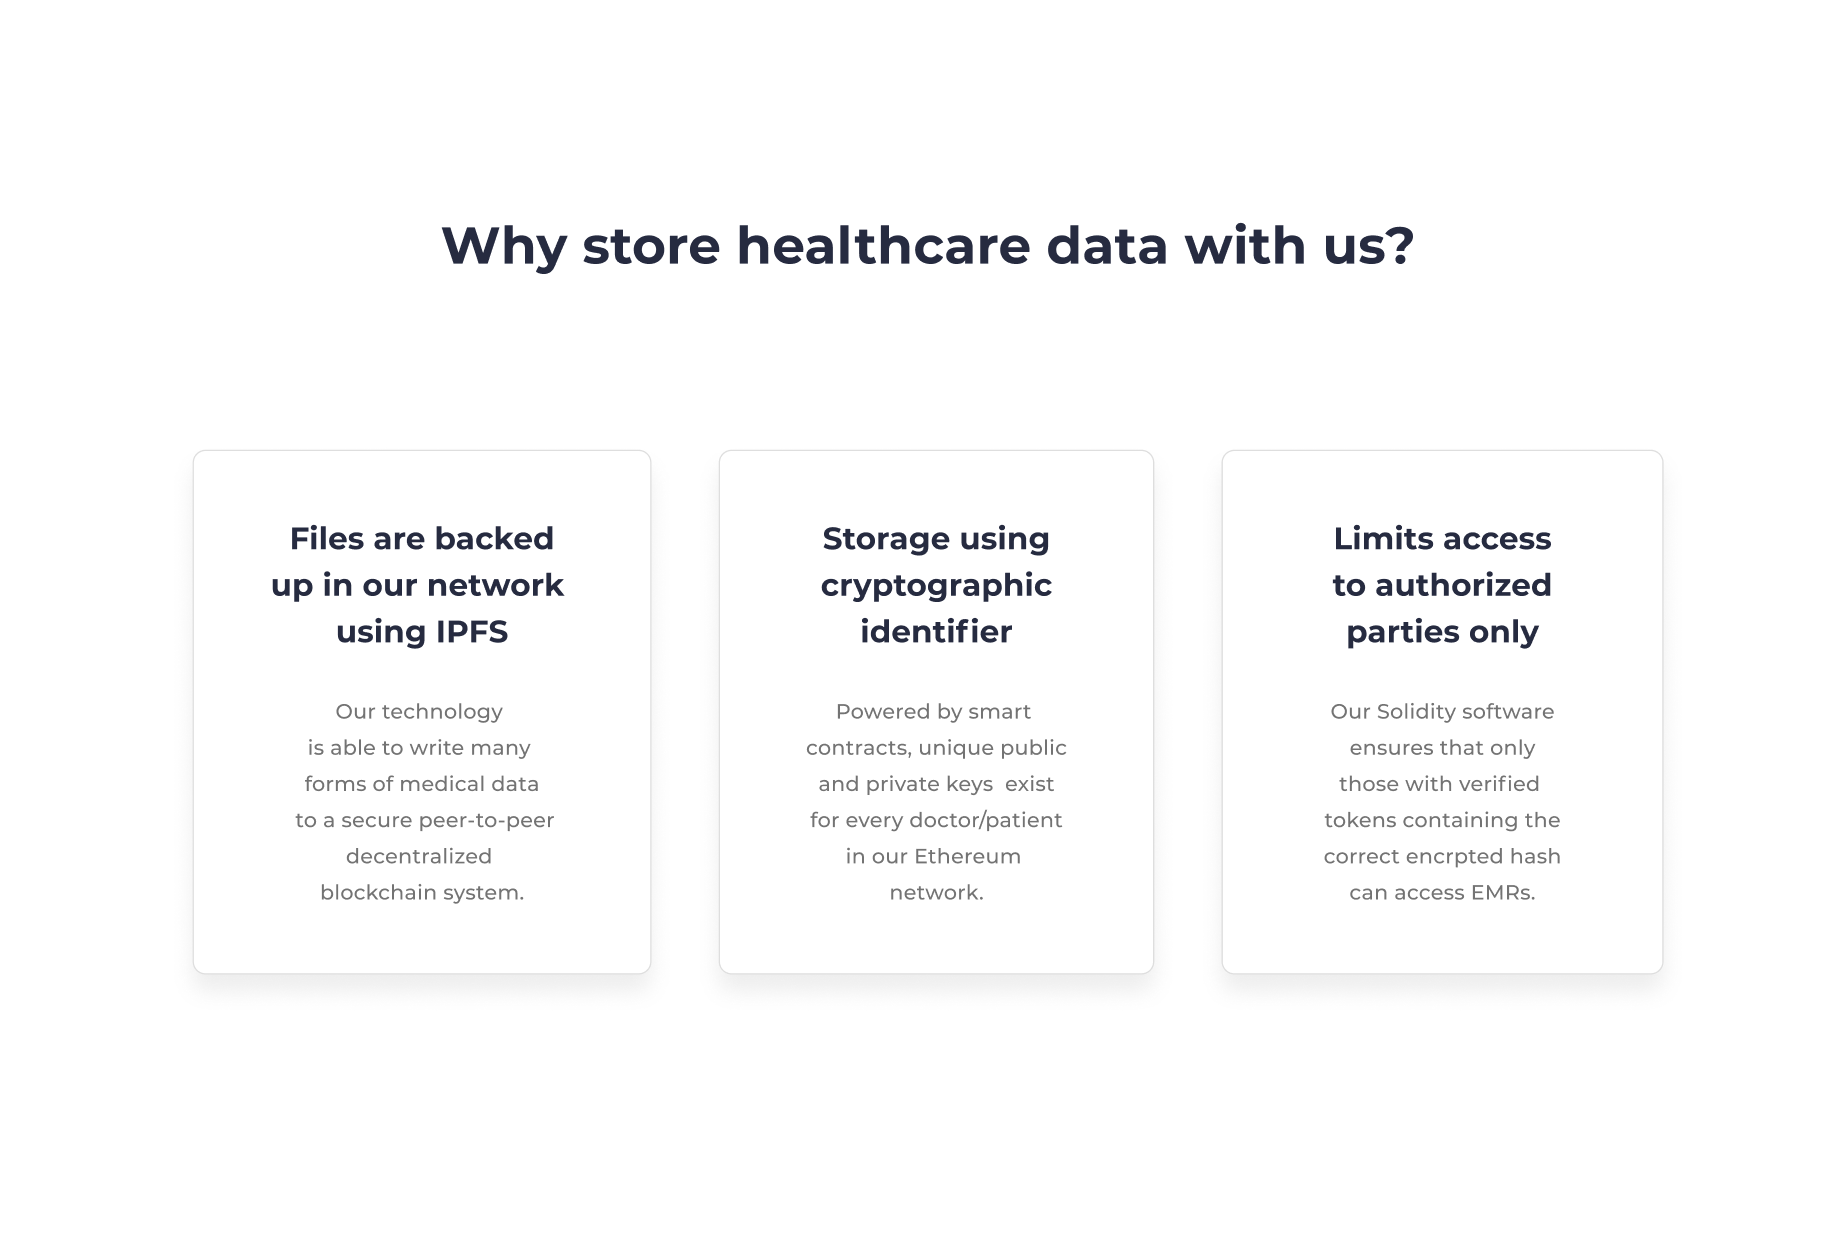 Why store healthcare data with us?
Files are backed
up in our network
using IPFS
Our technology
is able to write many
forms of medical data
to a secure peer-to-peer
decentralized
blockchain system.
Storage using
cryptographic
identifier
Powered by smart
contracts, unique public
and private keys  exist
for every doctor/patient
in our Ethereum
network.
Limits access
to authorized
parties only
Our Solidity software
ensures that only
those with verified
tokens containing the
correct encrpted hash
can access EMRs.